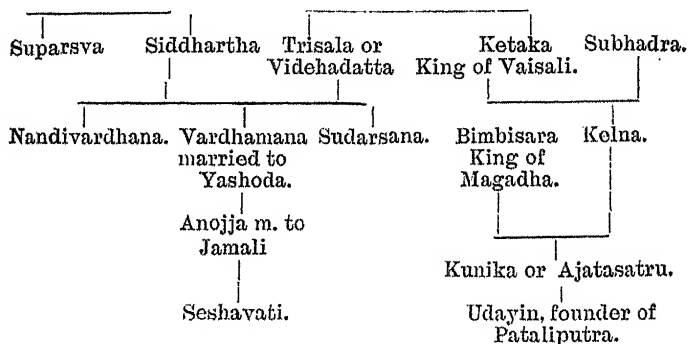 Suparsva Siddhartha Trisala or Ketaka Subhadra.
Videhadatta King of Vaisali.
Nandivardhana. Vardhamana Sudarsana. Bimbisara Kelna.
married to King of
Yashoda. Magadha.
Anojja m. to
Jamali
Kunika or Ajatasatru.
Seshavati. Udayin, founder of
Pataliputra.